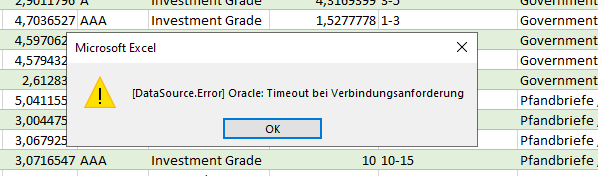 2,9011796 A Investment Grade 4,3169399 3-5 Government
4,7036527 AAA Investment Grade 1,5277778 1-3 Government
4,59706 Government
Microsoft Excel
4,579432 Government
[DataSource.Error] Oracle: Timeout bei Verbindungsanforderung
2,61283 Government
5,041155 Pfandbriefe
OK
3,004475 Pfandbriefe
3,067925 Pfandbriefe
3,0716547 AAA Investment Grade 10 10-15 Pfandbriefe